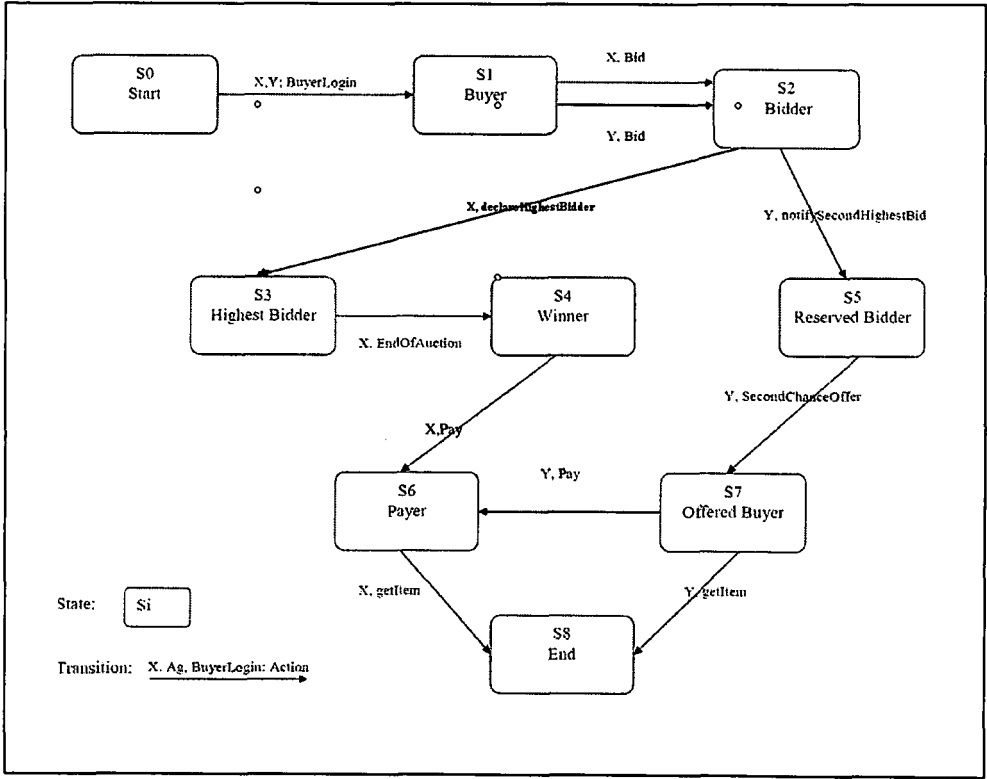 S0
Start
X,Y; BuyerLogin
S1
Buyer
X. Bid
Y, Bid
S2
Bidder
X, declareHighestBidder
Y, notifySecondHighestBid
S3
Highest Bidder
X. EndOfAuction
S4
Winner
S5
Reserved Bidder
Y, SecondChanceOffer
X,Pay
Y, Pay
S6
Payer
S7
Offered Buyer
X, getItem
Y, getItem
S8
End
State:
Si
Transition:
X. Ag, BuyerLogin: Action